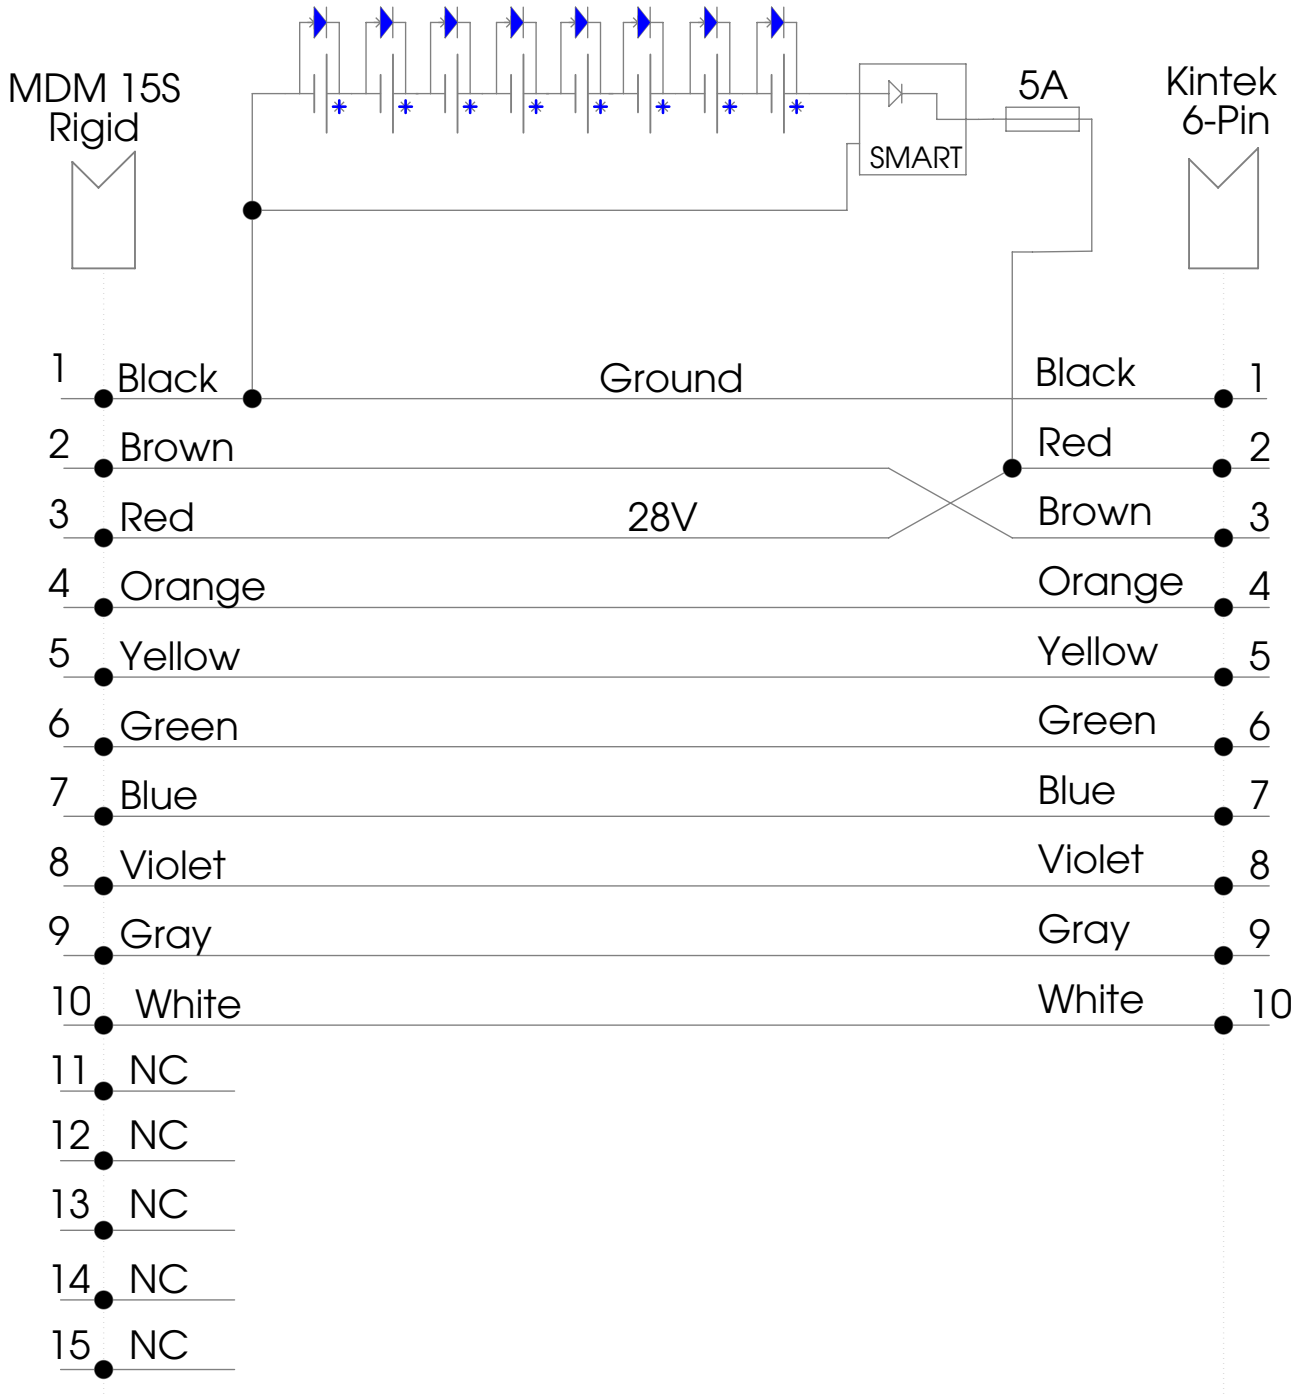 MDM 15S
Rigid
5A
Kintek
6-Pin
SMART
1 Black Ground Black 1
2 Brown Red 2
3 Red 28V Brown 3
4 Orange Orange 4
5 Yellow Yellow 5
6 Green Green 6
7 Blue Blue 7
8 Violet Violet 8
9 Gray Gray 9
10 White White 10
11 NC
12 NC
13 NC
14 NC
15 NC